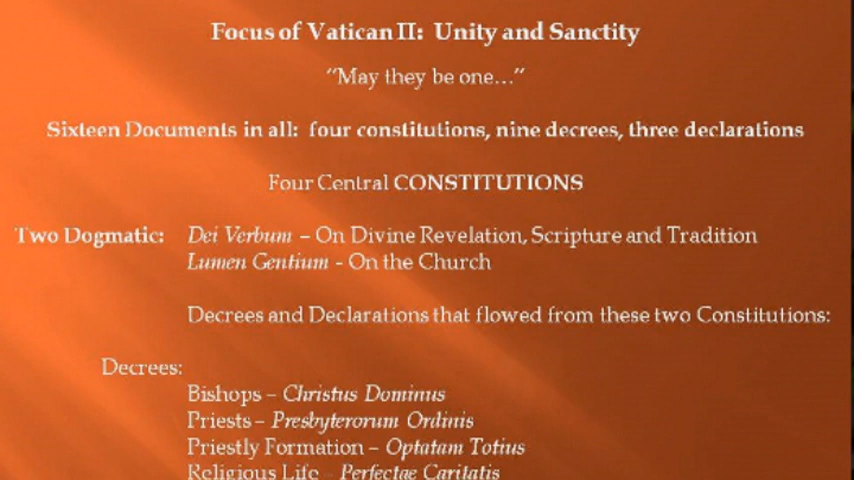 Focus of Vatican II: Unity and Sanctity
“May they be one…”
Sixteen Documents in all: four constitutions, nine decrees, three declarations
Four Central CONSTITUTIONS
Two Dogmatic: Dei Verbum – On Divine Revelation, Scripture and Tradition
Lumen Gentium - On the Church
Decrees and Declarations that flowed from these two Constitutions:
Decrees:
Bishops – Christus Dominus
Priests – Presbyterorum Ordinis
Priestly Formation – Optatam Totius
Religious Life – Perfectae Caritatis